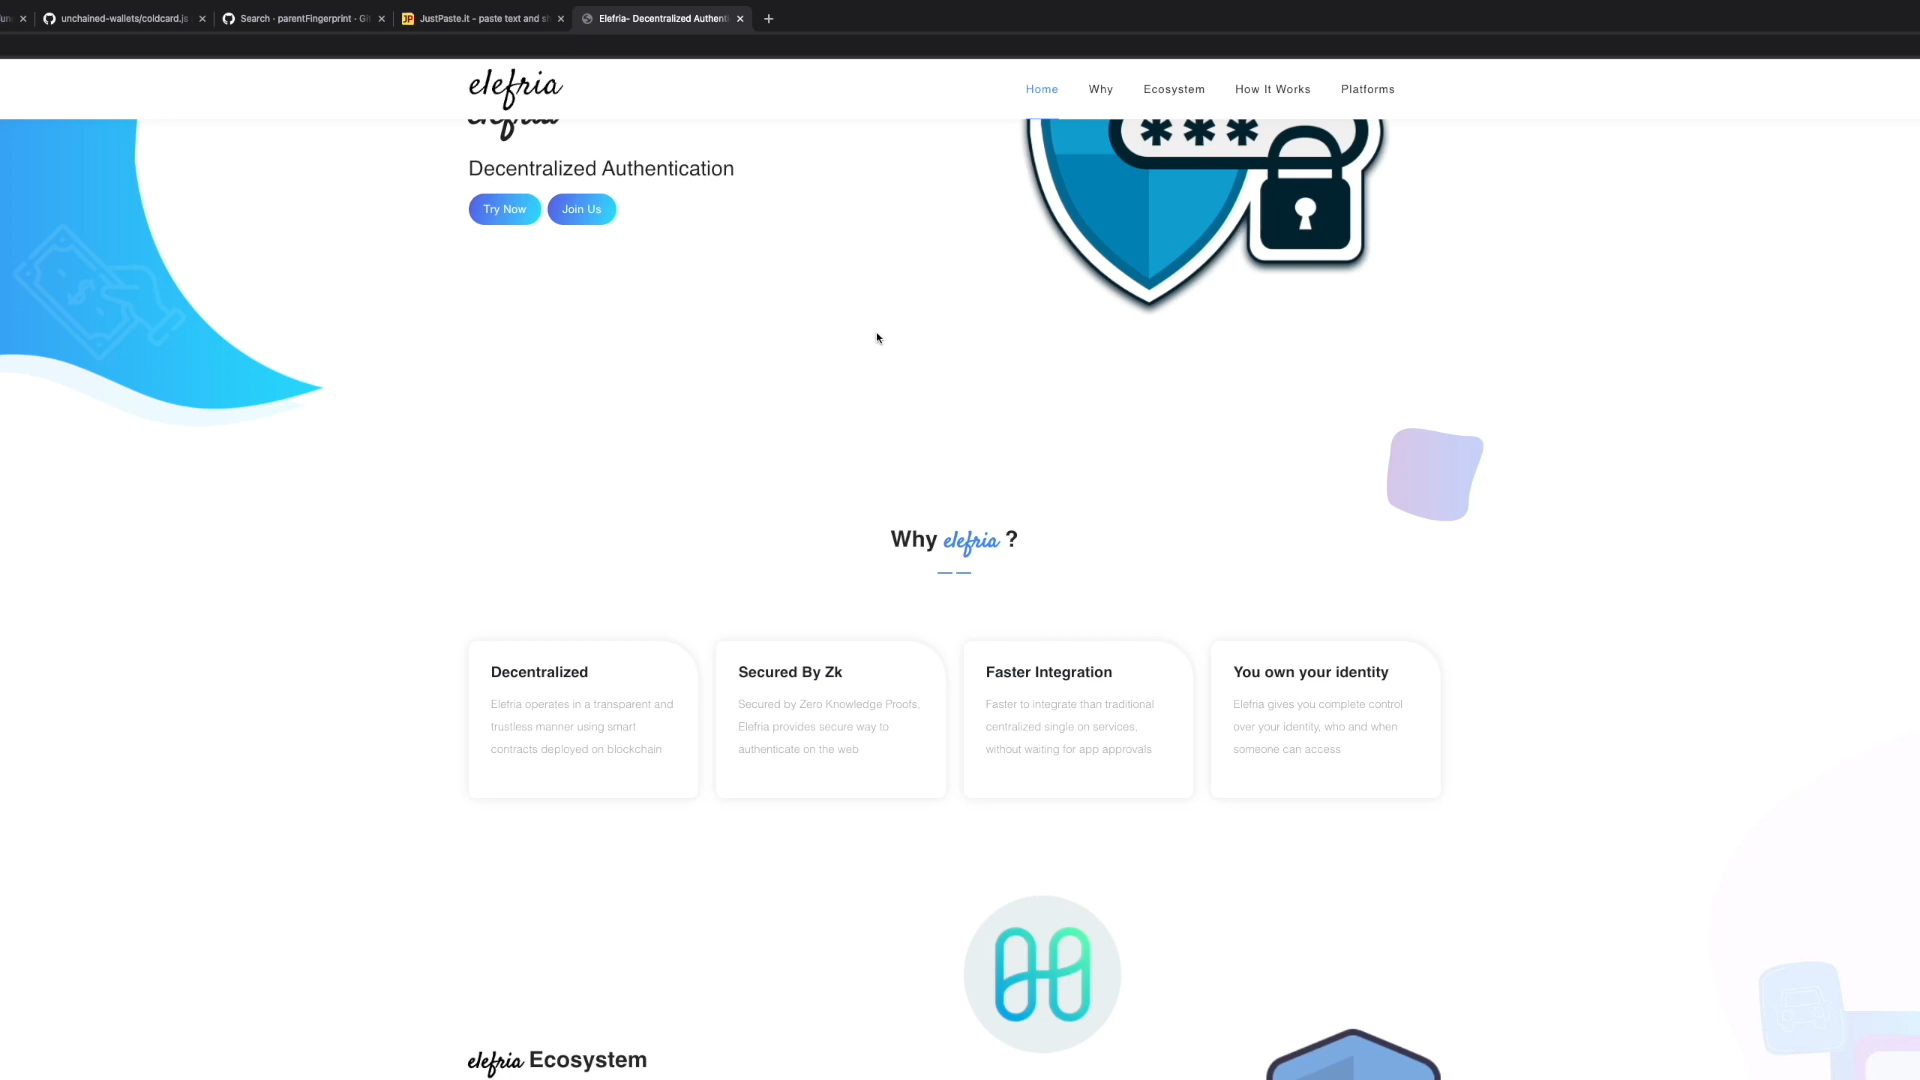 unchained-wallets/coldcard.js
Search · parentFingerprint · Gi
JustPaste.it - paste text and sh
Elefria- Decentralized Authenti
elefria
Home
Why
Ecosystem
How It Works
Platforms
elefria
Decentralized Authentication
Try Now
Join Us
***
Why elefria ?
Decentralized
Elefria operates in a transparent and
trustless manner using smart
contracts deployed on blockchain
Secured By Zk
Secured by Zero Knowledge Proofs,
Elefria provides secure way to
authenticate on the web
Faster Integration
Faster to integrate than traditional
centralized single on services,
without waiting for app approvals
You own your identity
Elefria gives you complete control
over your identity, who and when
someone can access
elefria Ecosystem